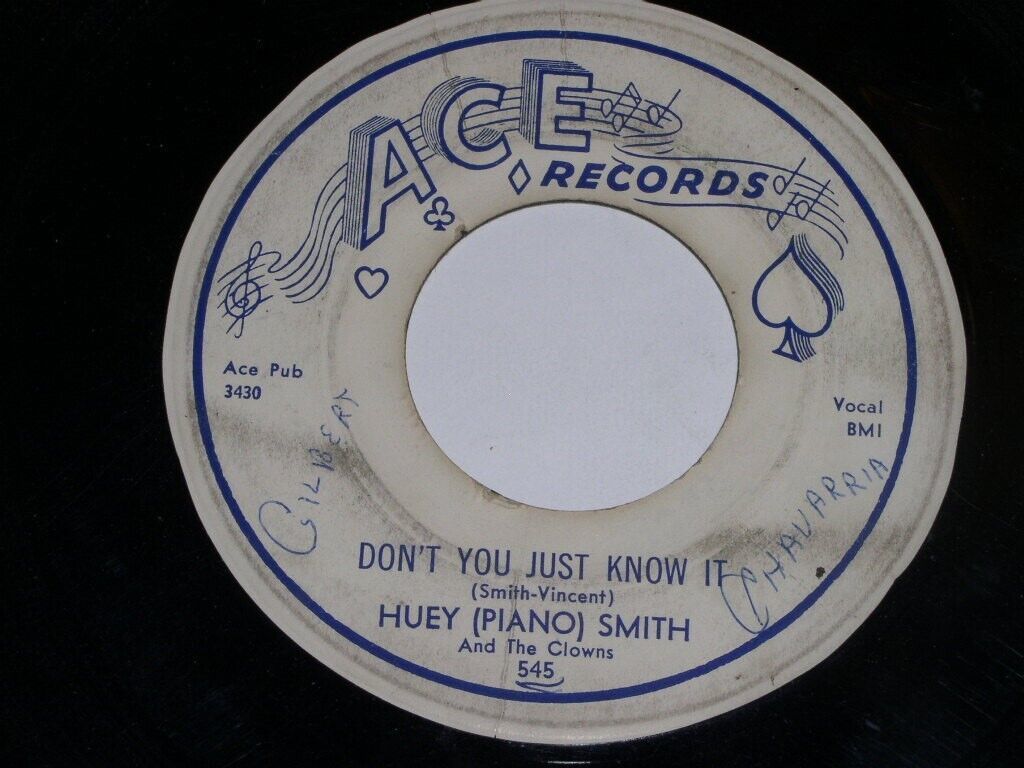 ACE
RECORDS
Ace Pub
3430
Vocal
BMI
GILBERT
CHAVARRIA
DON'T YOU JUST KNOW IT
(Smith-Vincent)
HUEY (PIANO) SMITH
And The Clowns
545